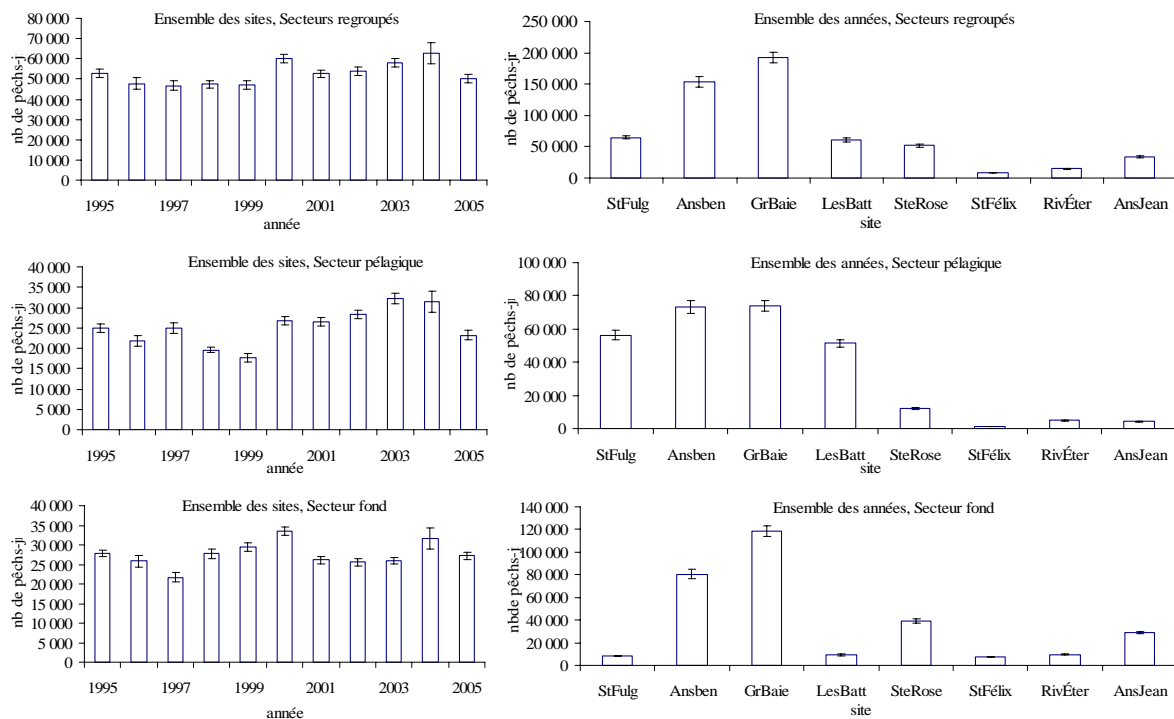 Ensemble des sites, Secteurs regroupés
nb de pêchs-j
80 000
70 000
60 000
50 000
40 000
30 000
20 000
10 000
0
1995 1997 1999 2001 2003 2005
année
Ensemble des années, Secteurs regroupés
nb de pêchs-jr
250 000
200 000
150 000
100 000
50 000
0
StFulg Ansben GrBaie LesBatt SteRose StFélix RivÉter AnsJean
site
Ensemble des sites, Secteur pélagique
nb de pêchs-j
40 000
35 000
30 000
25 000
20 000
15 000
10 000
5 000
0
1995 1997 1999 2001 2003 2005
année
Ensemble des années, Secteur pélagique
nb de pêchs-j
100 000
80 000
60 000
40 000
20 000
0
StFulg Ansben GrBaie LesBatt SteRose StFélix RivÉter AnsJean
site
Ensemble des sites, Secteur fond
nb de pêchs-j
40 000
35 000
30 000
25 000
20 000
15 000
10 000
5 000
0
1995 1997 1999 2001 2003 2005
année
Ensemble des années, Secteur fond
nbde pêchs-j
140 000
120 000
100 000
80 000
60 000
40 000
20 000
0
StFulg Ansben GrBaie LesBatt SteRose StFélix RivÉter AnsJean
site